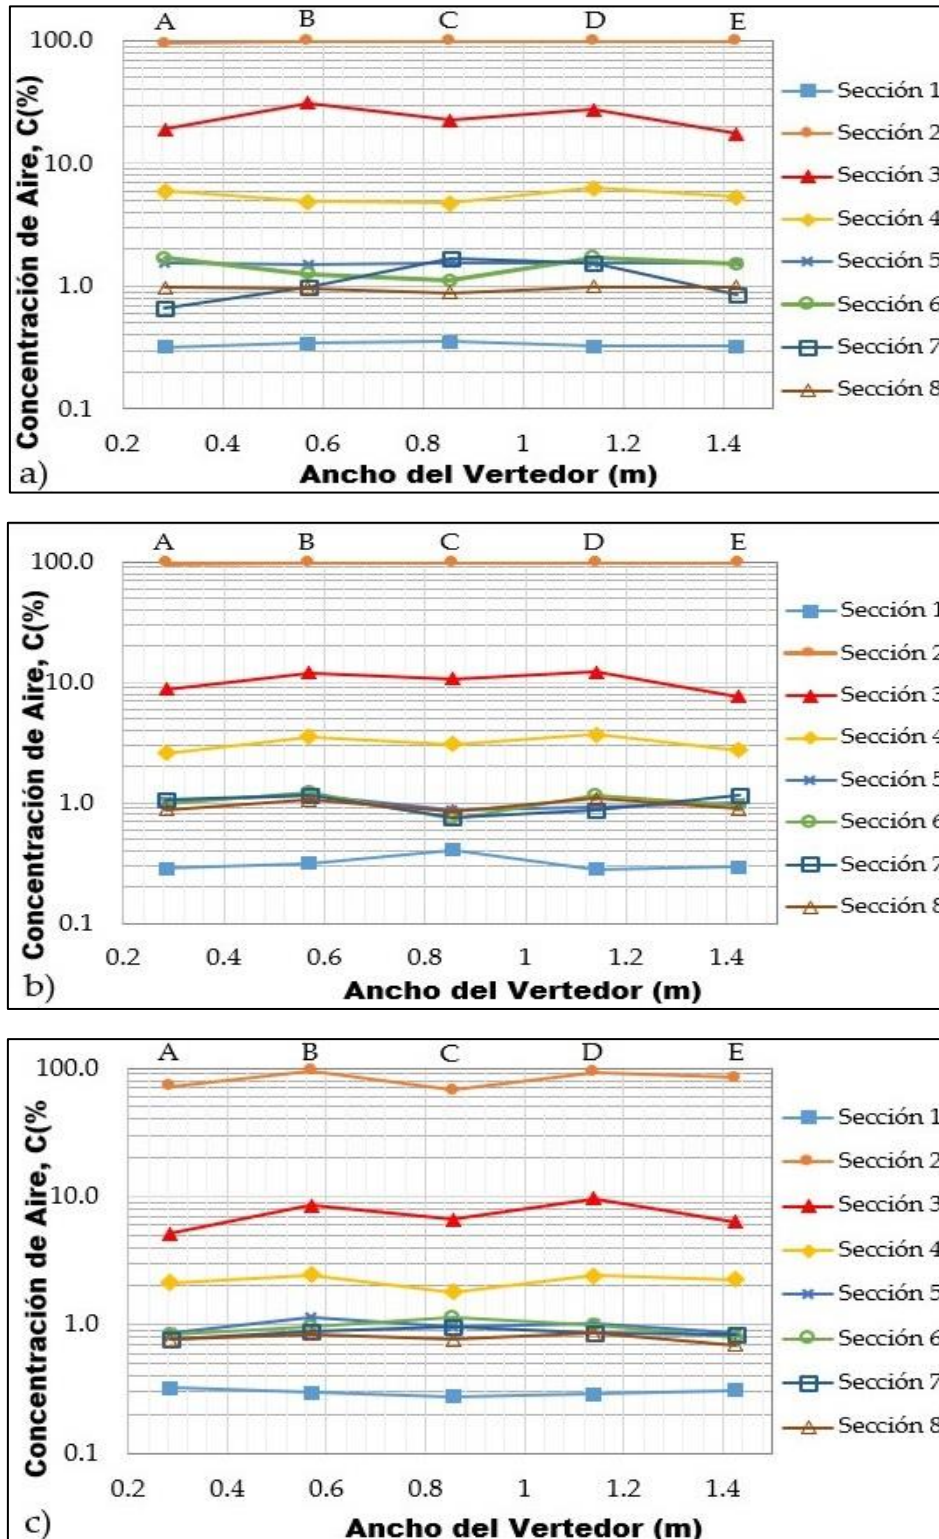 A B C D E
100.0
10.0
1.0
0.1
Concentración de Aire, C(%)
0.2 0.4 0.6 0.8 1 1.2 1.4
Ancho del Vertedor (m)
a)
Sección 1
Sección 2
Sección 3
Sección 4
Sección 5
Sección 6
Sección 7
Sección 8
A B C D E
100.0
10.0
1.0
0.1
Concentración de Aire, C(%)
0.2 0.4 0.6 0.8 1 1.2 1.4
Ancho del Vertedor (m)
b)
Sección 1
Sección 2
Sección 3
Sección 4
Sección 5
Sección 6
Sección 7
Sección 8
A B C D E
100.0
10.0
1.0
0.1
Concentración de Aire, C(%
0.2 0.4 0.6 0.8 1 1.2 1.4
Ancho del Vertedor (m)
c)
Sección 1
Sección 2
Sección 3
Sección 4
Sección 5
Sección 6
Sección 7
Sección 8